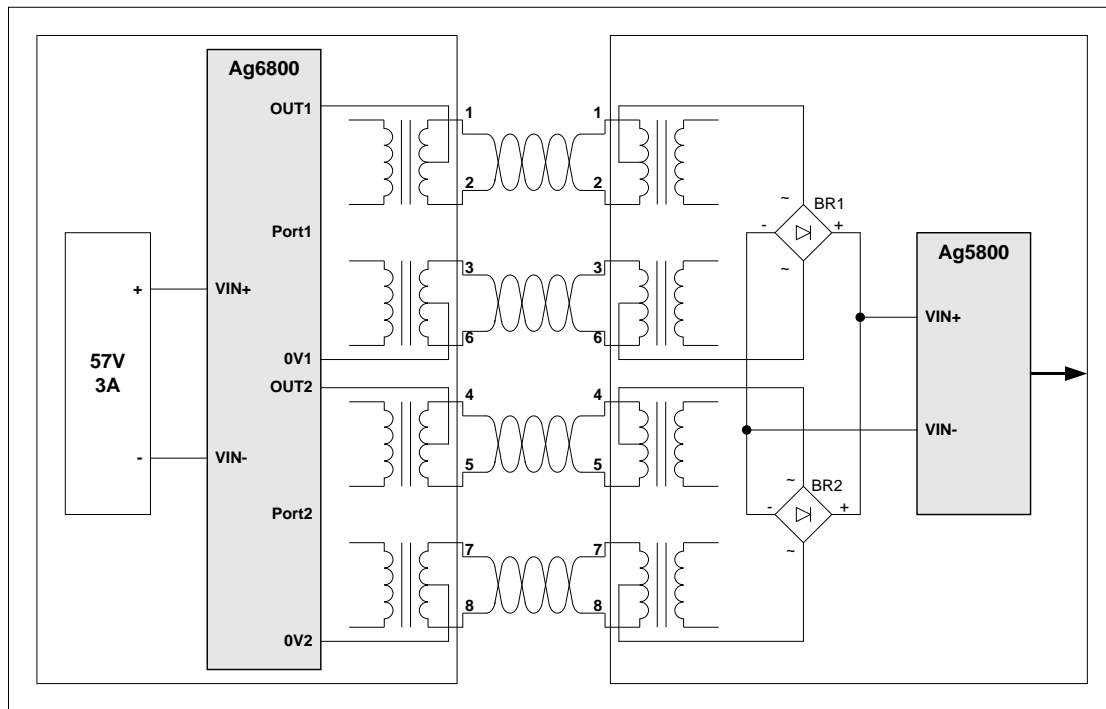 Ag6800
OUT1
Port1
VIN+
0V1
OUT2
VIN-
Port2
0V2
+
57V
3A
-
1
2
3
6
4
5
7
8
1
2
3
6
4
5
7
8
~
BR1
-
+
~
~
BR2
-
+
~
Ag5800
VIN+
VIN-